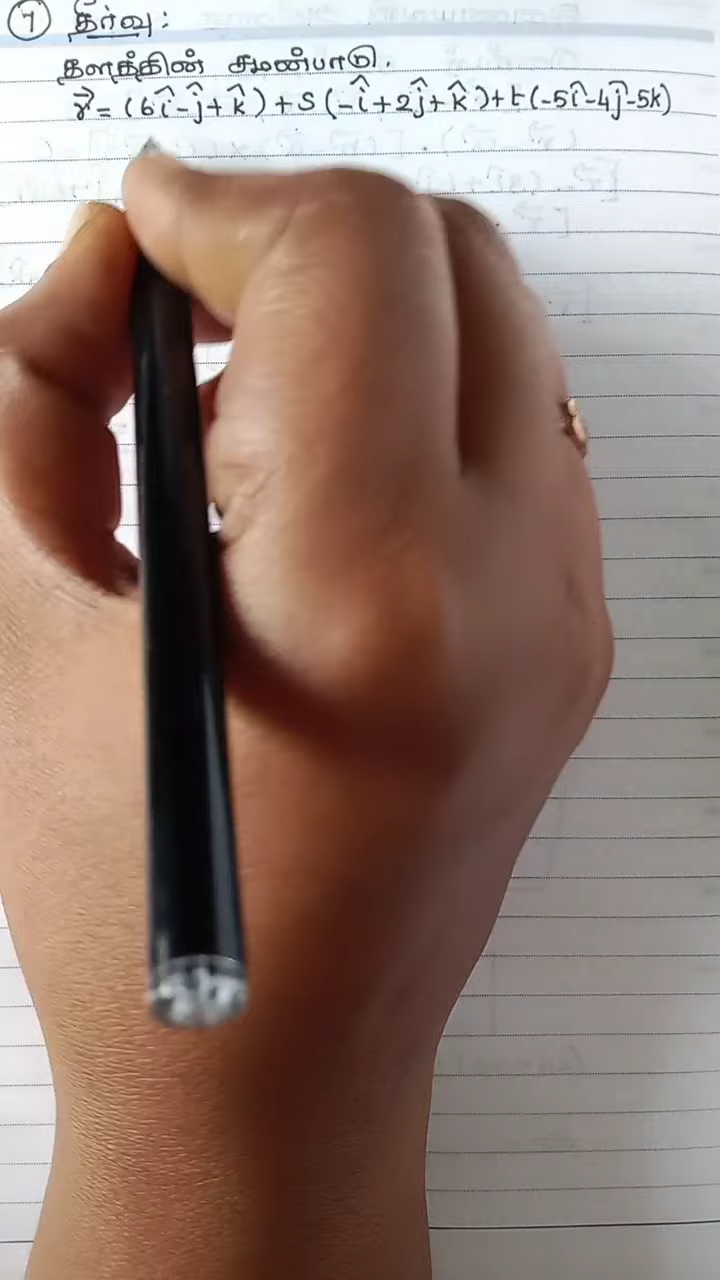 7 தீர்வு:
தளத்தின் சமன்பாடு.
r⃗ = (6î-ĵ+k̂)+s(-î+2ĵ+k̂)+t(-5î-4ĵ-5k)